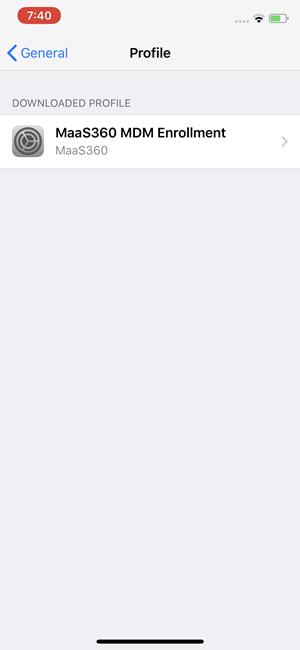 7:40
General
Profile
DOWNLOADED PROFILE
MaaS360 MDM Enrollment
MaaS360